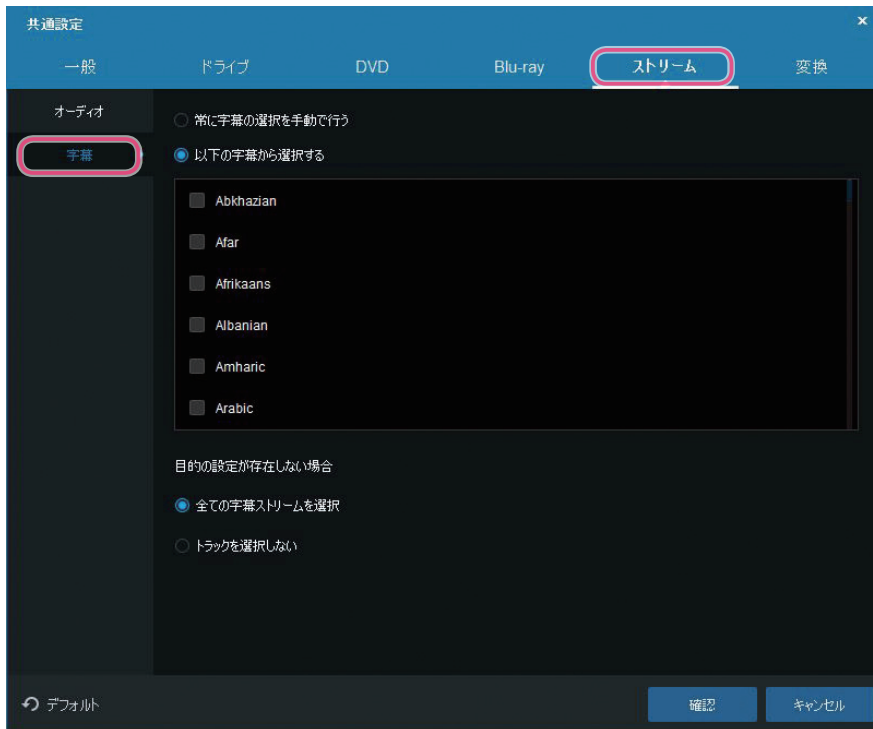 共通設定
×
一般 ドライブ DVD Blu-ray ストリーム 変換
オーディオ
字幕
常に字幕の選択を手動で行う
以下の字幕から選択する
Abkhazian
Afar
Afrikaans
Albanian
Amharic
Arabic
目的の設定が存在しない場合
全ての字幕ストリームを選択
トラックを選択しない
デフォルト 確認 キャンセル